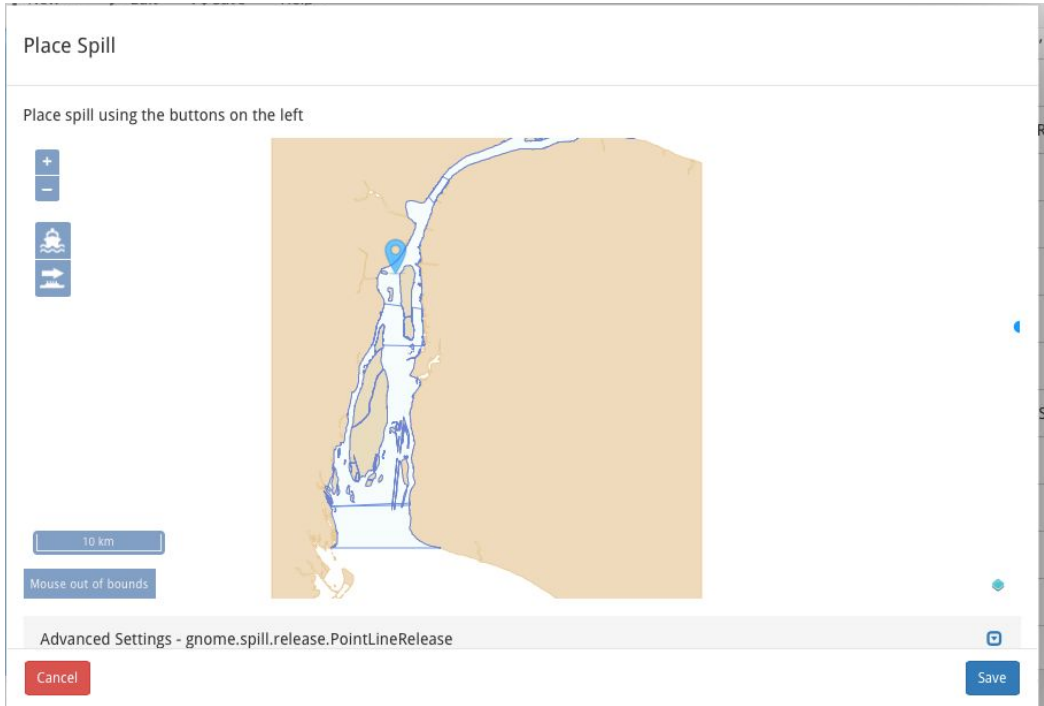 Place Spill
Place spill using the buttons on the left
+
−
10 km
Mouse out of bounds
Advanced Settings - gnome.spill.release.PointLineRelease
Cancel
Save